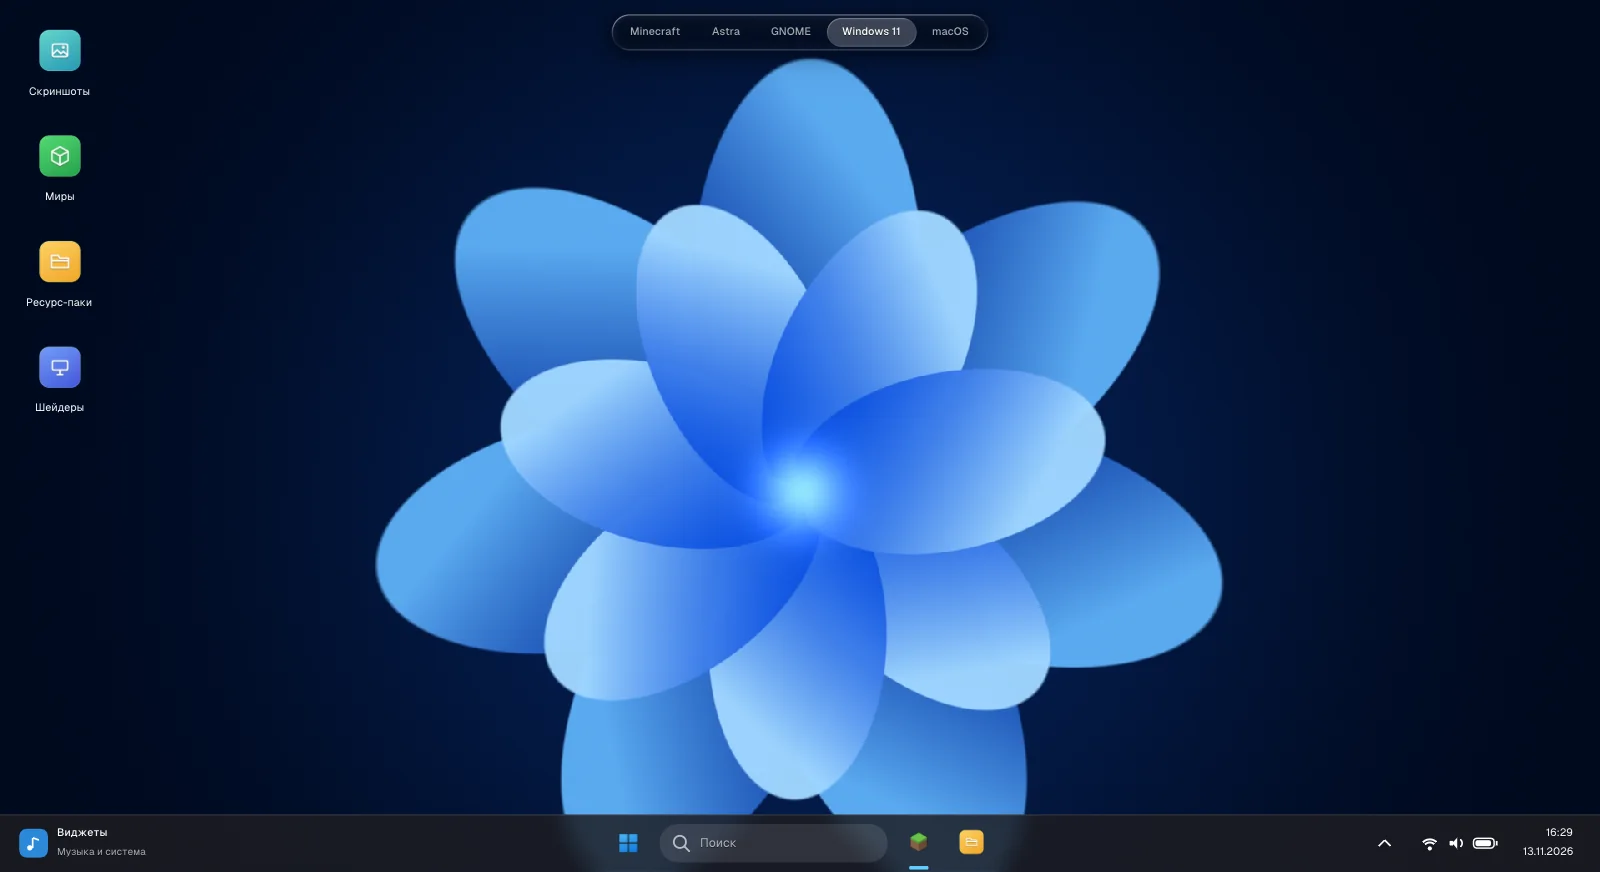 Minecraft Astra GNOME Windows 11 macOS
Скриншоты
Миры
Ресурс-паки
Шейдеры
Виджеты
Музыка и система
Поиск
16:29
13.11.2026